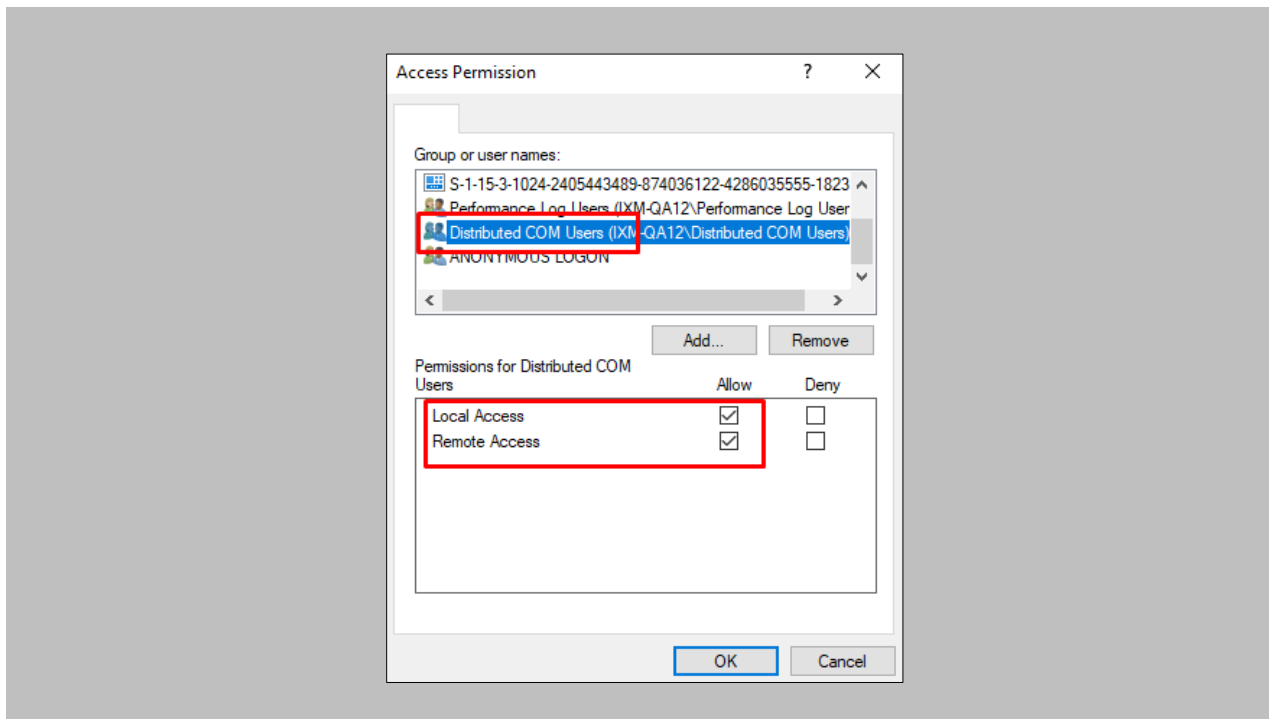 Access Permission
?
Group or user names:
S-1-15-3-1024-2405443489-874036122-4286035555-1823
Performance Log Users (IXM-QA12\Performance Log User
Distributed COM Users (IXM-QA12\Distributed COM Users)
ANONYMOUS LOGON
Add... Remove
Permissions for Distributed COM
Users Allow Deny
Local Access
Remote Access
OK Cancel